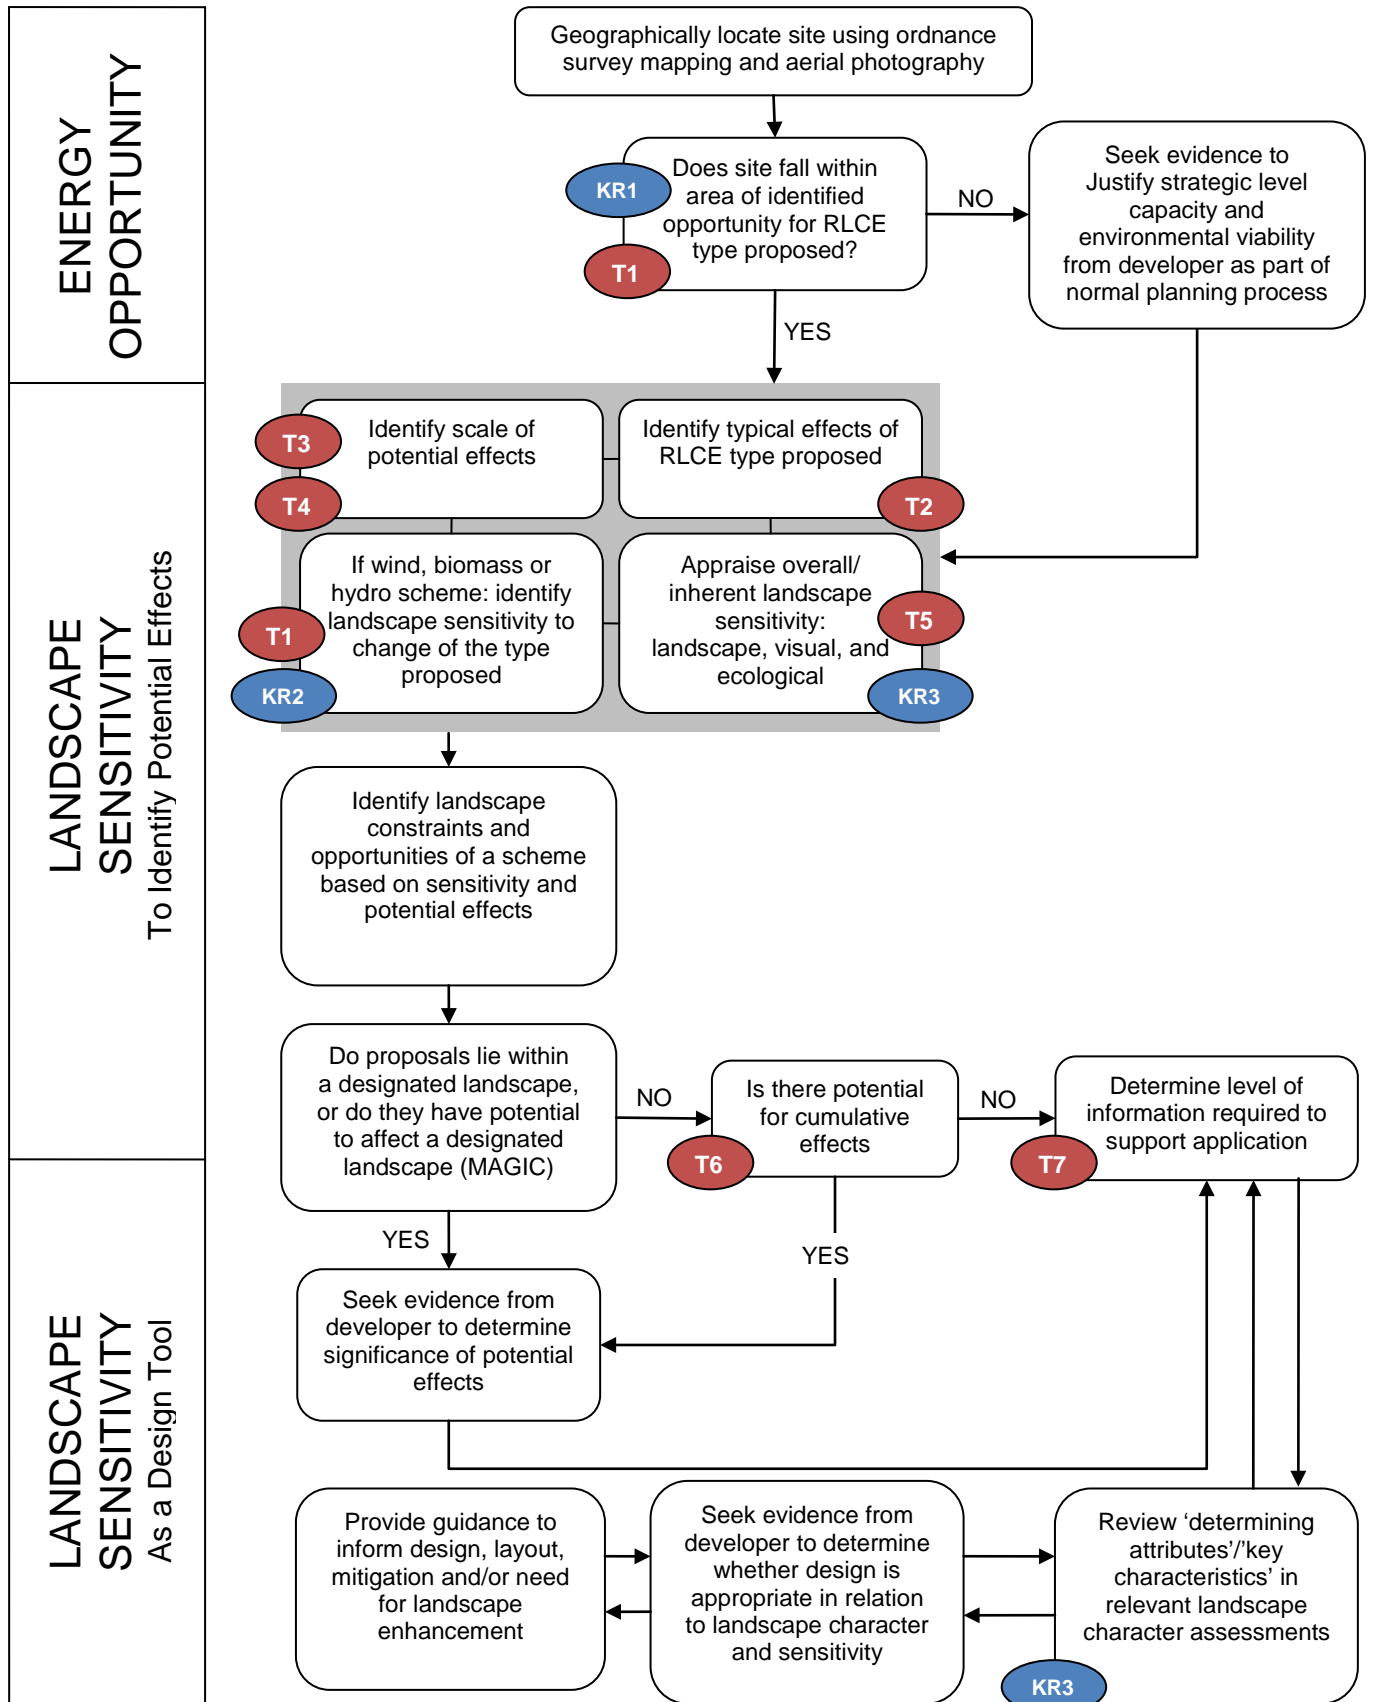 ENERGY
OPPORTUNITY
Geographically locate site using ordnance
survey mapping and aerial photography
KR1
T1
Does site fall within
area of identified
opportunity for RLCE
type proposed?
NO
Seek evidence to
Justify strategic level
capacity and
environmental viability
from developer as part of
normal planning process
YES
LANDSCAPE
SENSITIVITY
To Identify Potential Effects
T3
T4
Identify scale of
potential effects
Identify typical effects of
RLCE type proposed
T2
If wind, biomass or
hydro scheme: identify
landscape sensitivity to
change of the type
proposed
T1
KR2
Appraise overall/
inherent landscape
sensitivity:
landscape, visual, and
ecological
T5
KR3
Identify landscape
constraints and
opportunities of a scheme
based on sensitivity and
potential effects
Do proposals lie within
a designated landscape,
or do they have potential
to affect a designated
landscape (MAGIC)
NO
Is there potential
for cumulative
effects
T6
NO
Determine level of
information required to
support application
T7
YES
YES
LANDSCAPE
SENSITIVITY
As a Design Tool
Seek evidence from
developer to determine
significance of potential
effects
Provide guidance to
inform design, layout,
mitigation and/or need
for landscape
enhancement
Seek evidence from
developer to determine
whether design is
appropriate in relation
to landscape character
and sensitivity
Review ‘determining
attributes’/’key
characteristics’ in
relevant landscape
character assessments
KR3